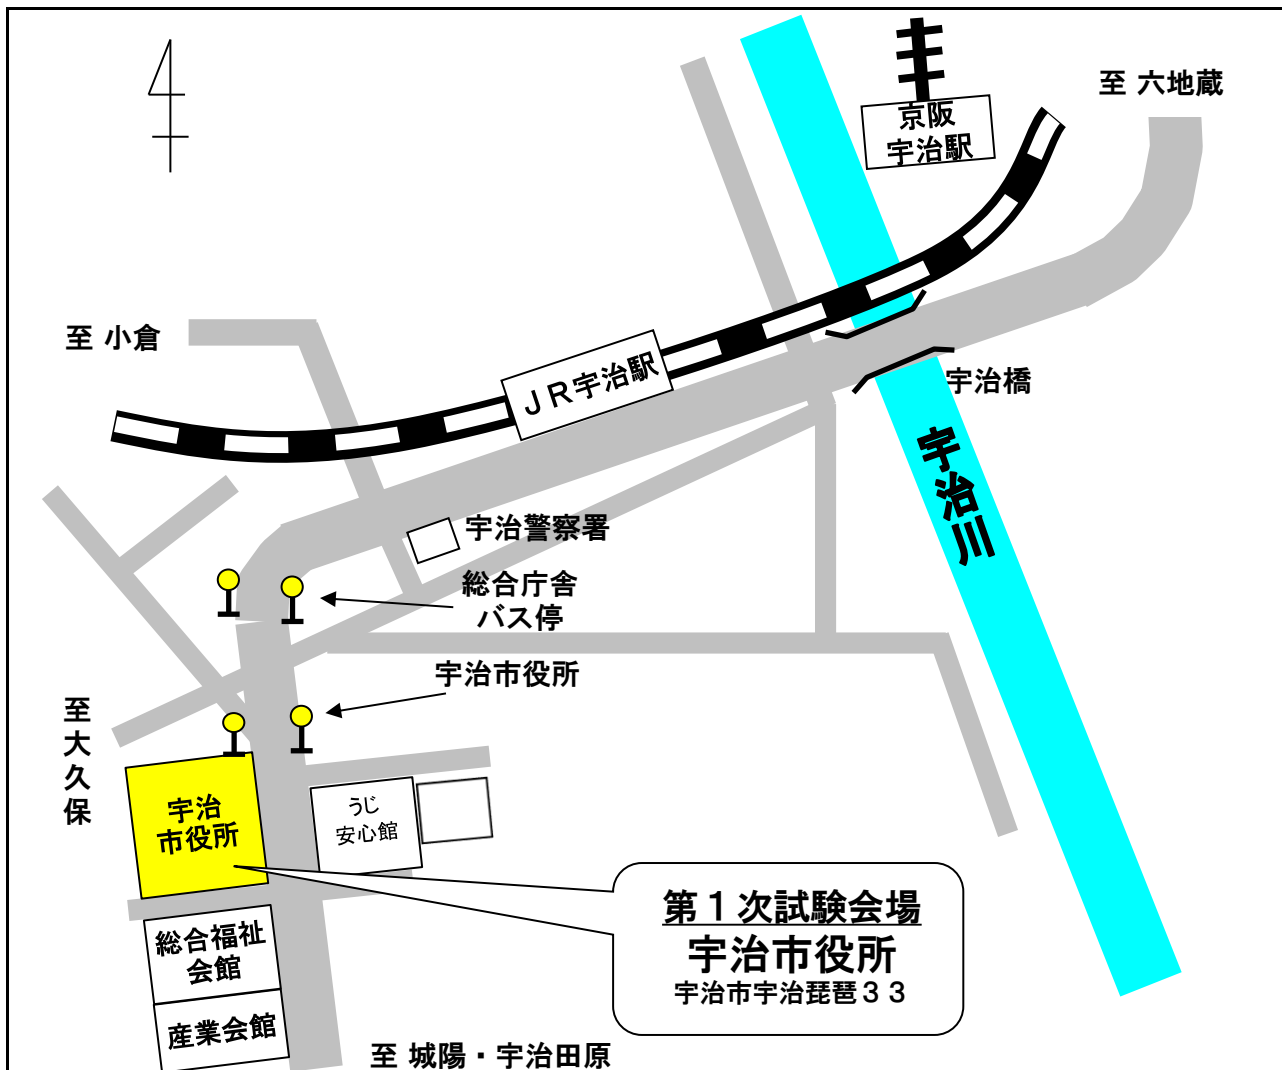 至 六地蔵
京阪
宇治駅
至 小倉
ＪＲ宇治駅
宇治橋
宇治川
宇治警察署
総合庁舎
バス停
宇治市役所
至大久保
宇治
市役所
うじ
安心館
第１次試験会場
宇治市役所
宇治市宇治琵琶３３
総合福祉
会館
産業会館
至 城陽・宇治田原